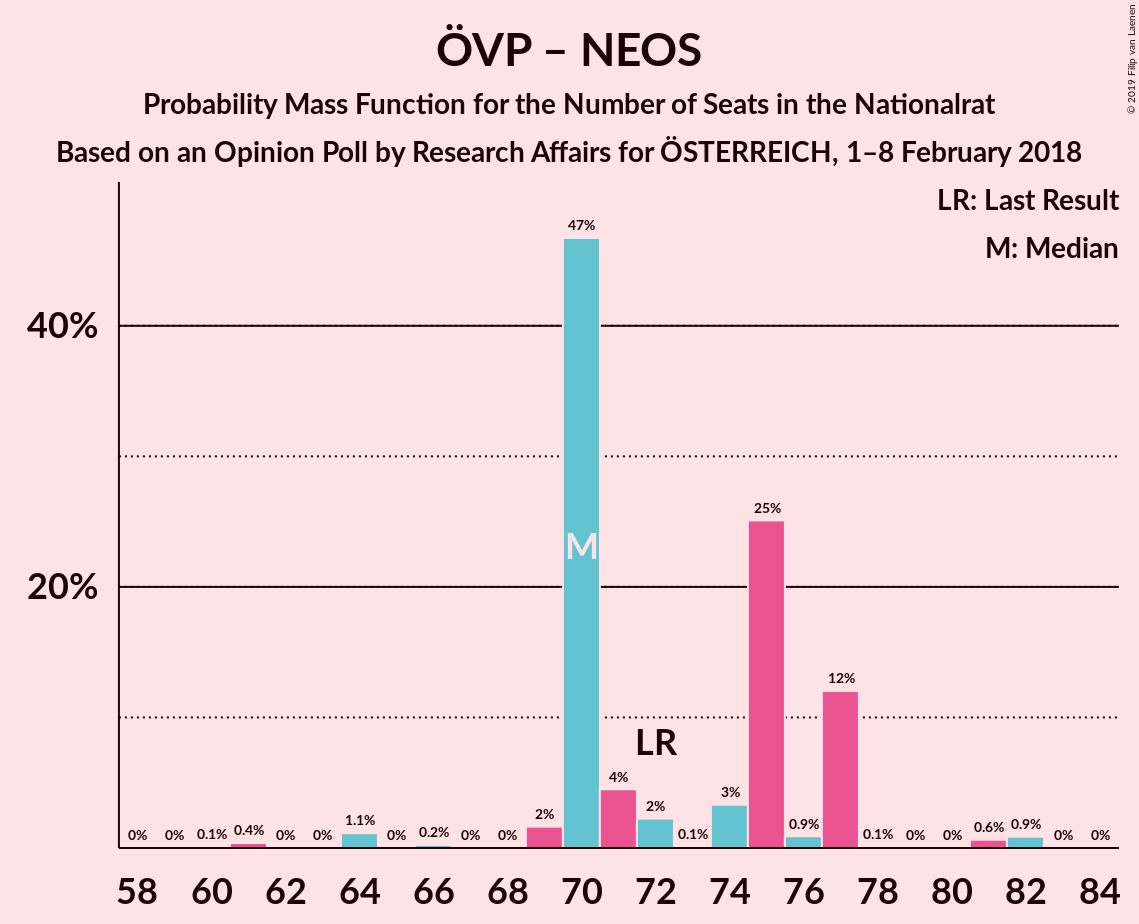 ÖVP – NEOS
Probability Mass Function for the Number of Seats in the Nationalrat
Based on an Opinion Poll by Research Affairs for ÖSTERREICH, 1–8 February 2018
© 2019 Filip van Laenen
LR: Last Result
M: Median
40%
20%
0% 0% 0.1% 0.4% 0% 0% 1.1% 0% 0.2% 0% 0% 2% 47% 4% 2% 0.1% 3% 25% 0.9% 12% 0.1% 0% 0% 0.6% 0.9% 0% 0%
M
LR
58 60 62 64 66 68 70 72 74 76 78 80 82 84